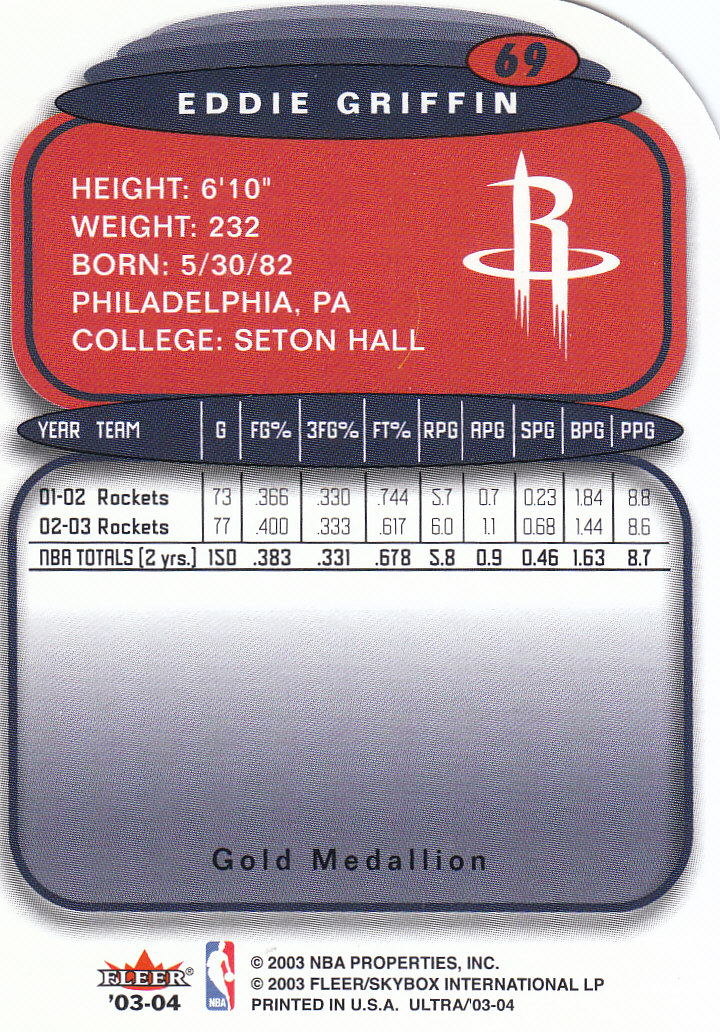 69
EDDIE GRIFFIN
HEIGHT: 6'10"
WEIGHT: 232
BORN: 5/30/82
PHILADELPHIA, PA
COLLEGE: SETON HALL
R
YEAR TEAM G FG% 3FG% FT% RPG APG SPG BPG PPG
01-02 Rockets 73 .366 .330 .744 5.7 0.7 0.23 1.84 8.8
02-03 Rockets 77 .400 .333 .617 6.0 1.1 0.68 1.44 8.6
NBA TOTALS (2 yrs.) 150 .383 .331 .678 5.8 0.9 0.46 1.63 8.7
Gold Medallion
FLEER®
'03-04
NBA
© 2003 NBA PROPERTIES, INC.
© 2003 FLEER/SKYBOX INTERNATIONAL LP
PRINTED IN U.S.A. ULTRA/'03-04